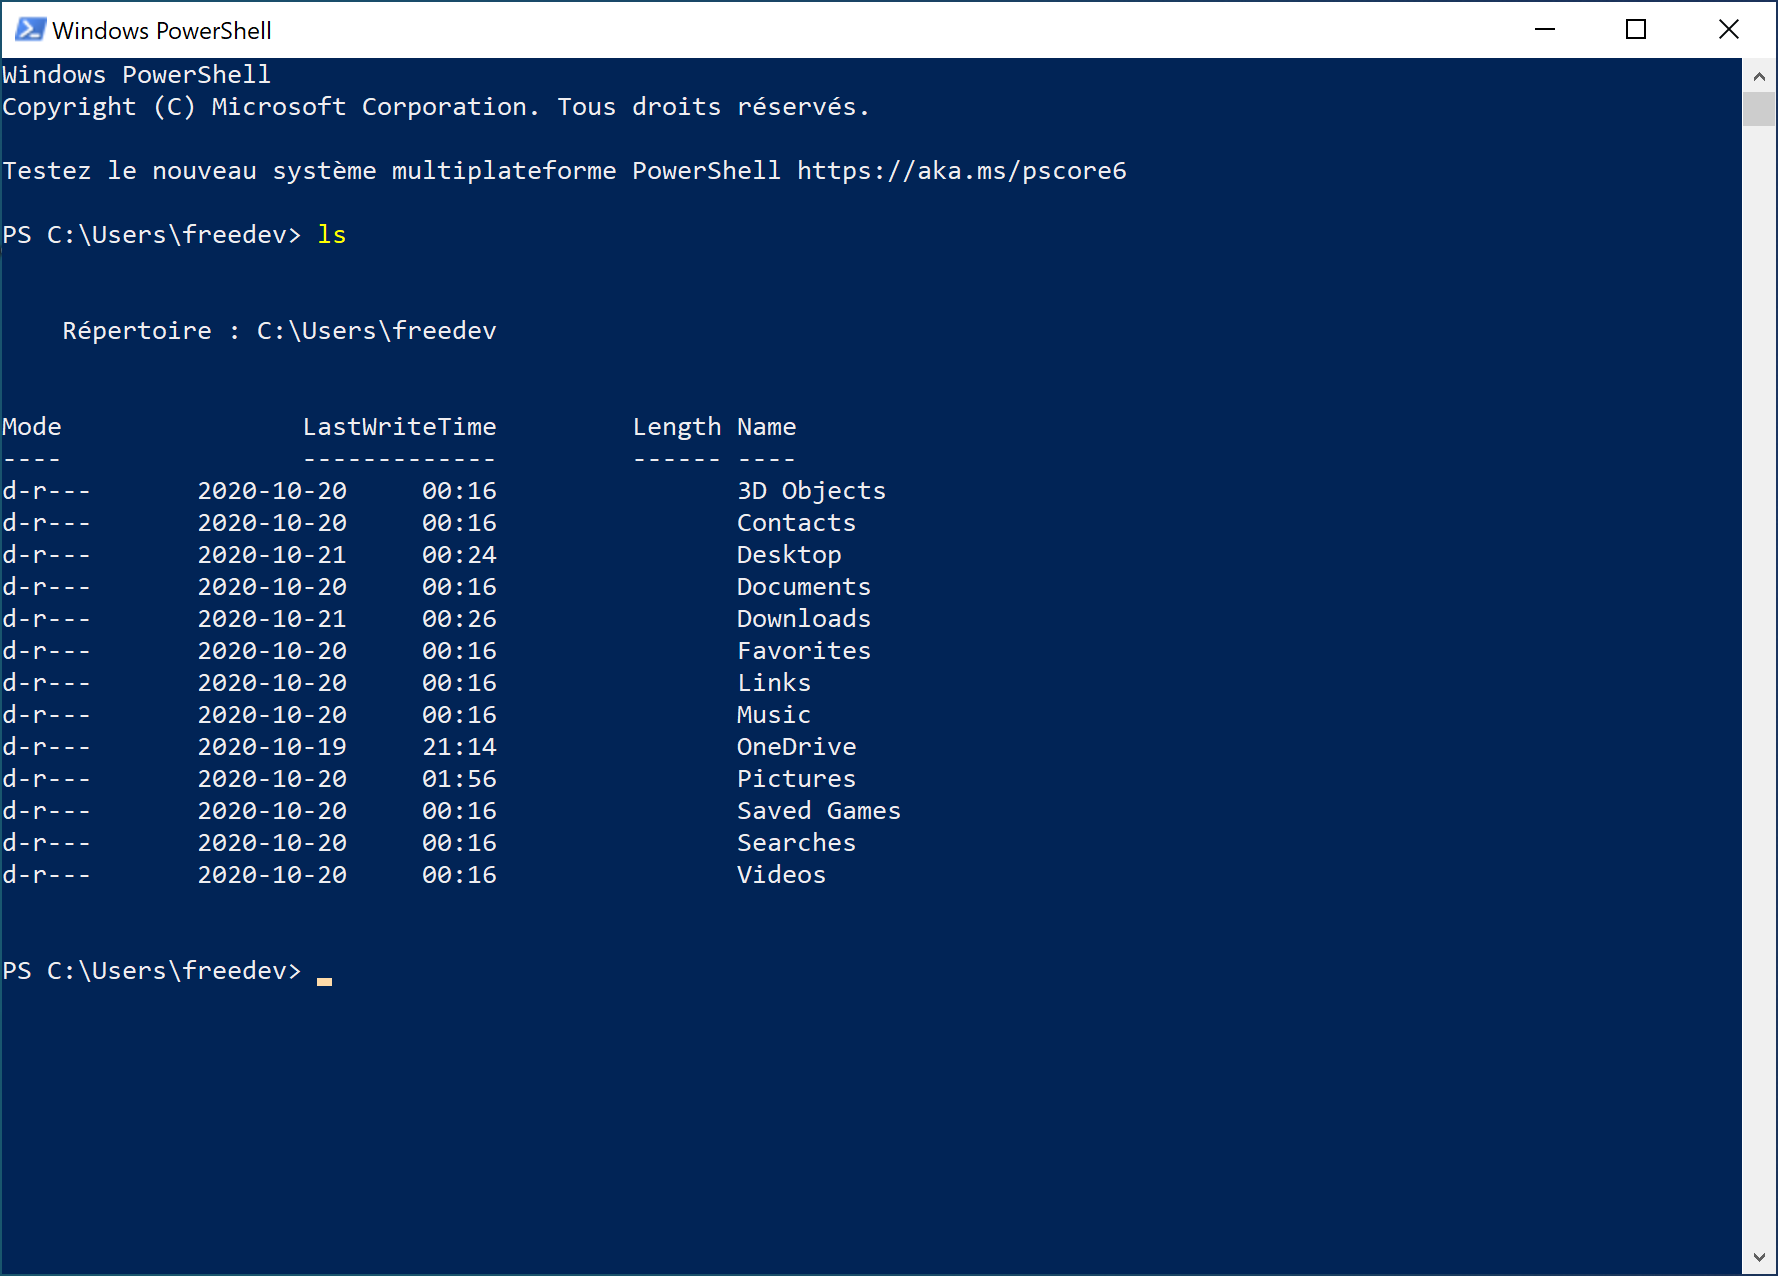 Windows PowerShell
Windows PowerShell
Copyright (C) Microsoft Corporation. Tous droits réservés.
Testez le nouveau système multiplateforme PowerShell https://aka.ms/pscore6
PS C:\Users\freedev> ls
Répertoire : C:\Users\freedev
Mode                LastWriteTime         Length Name
----                -------------         ------ ----
d-r---       2020-10-20     00:16                3D Objects
d-r---       2020-10-20     00:16                Contacts
d-r---       2020-10-21     00:24                Desktop
d-r---       2020-10-20     00:16                Documents
d-r---       2020-10-21     00:26                Downloads
d-r---       2020-10-20     00:16                Favorites
d-r---       2020-10-20     00:16                Links
d-r---       2020-10-20     00:16                Music
d-r---       2020-10-19     21:14                OneDrive
d-r---       2020-10-20     01:56                Pictures
d-r---       2020-10-20     00:16                Saved Games
d-r---       2020-10-20     00:16                Searches
d-r---       2020-10-20     00:16                Videos
PS C:\Users\freedev>